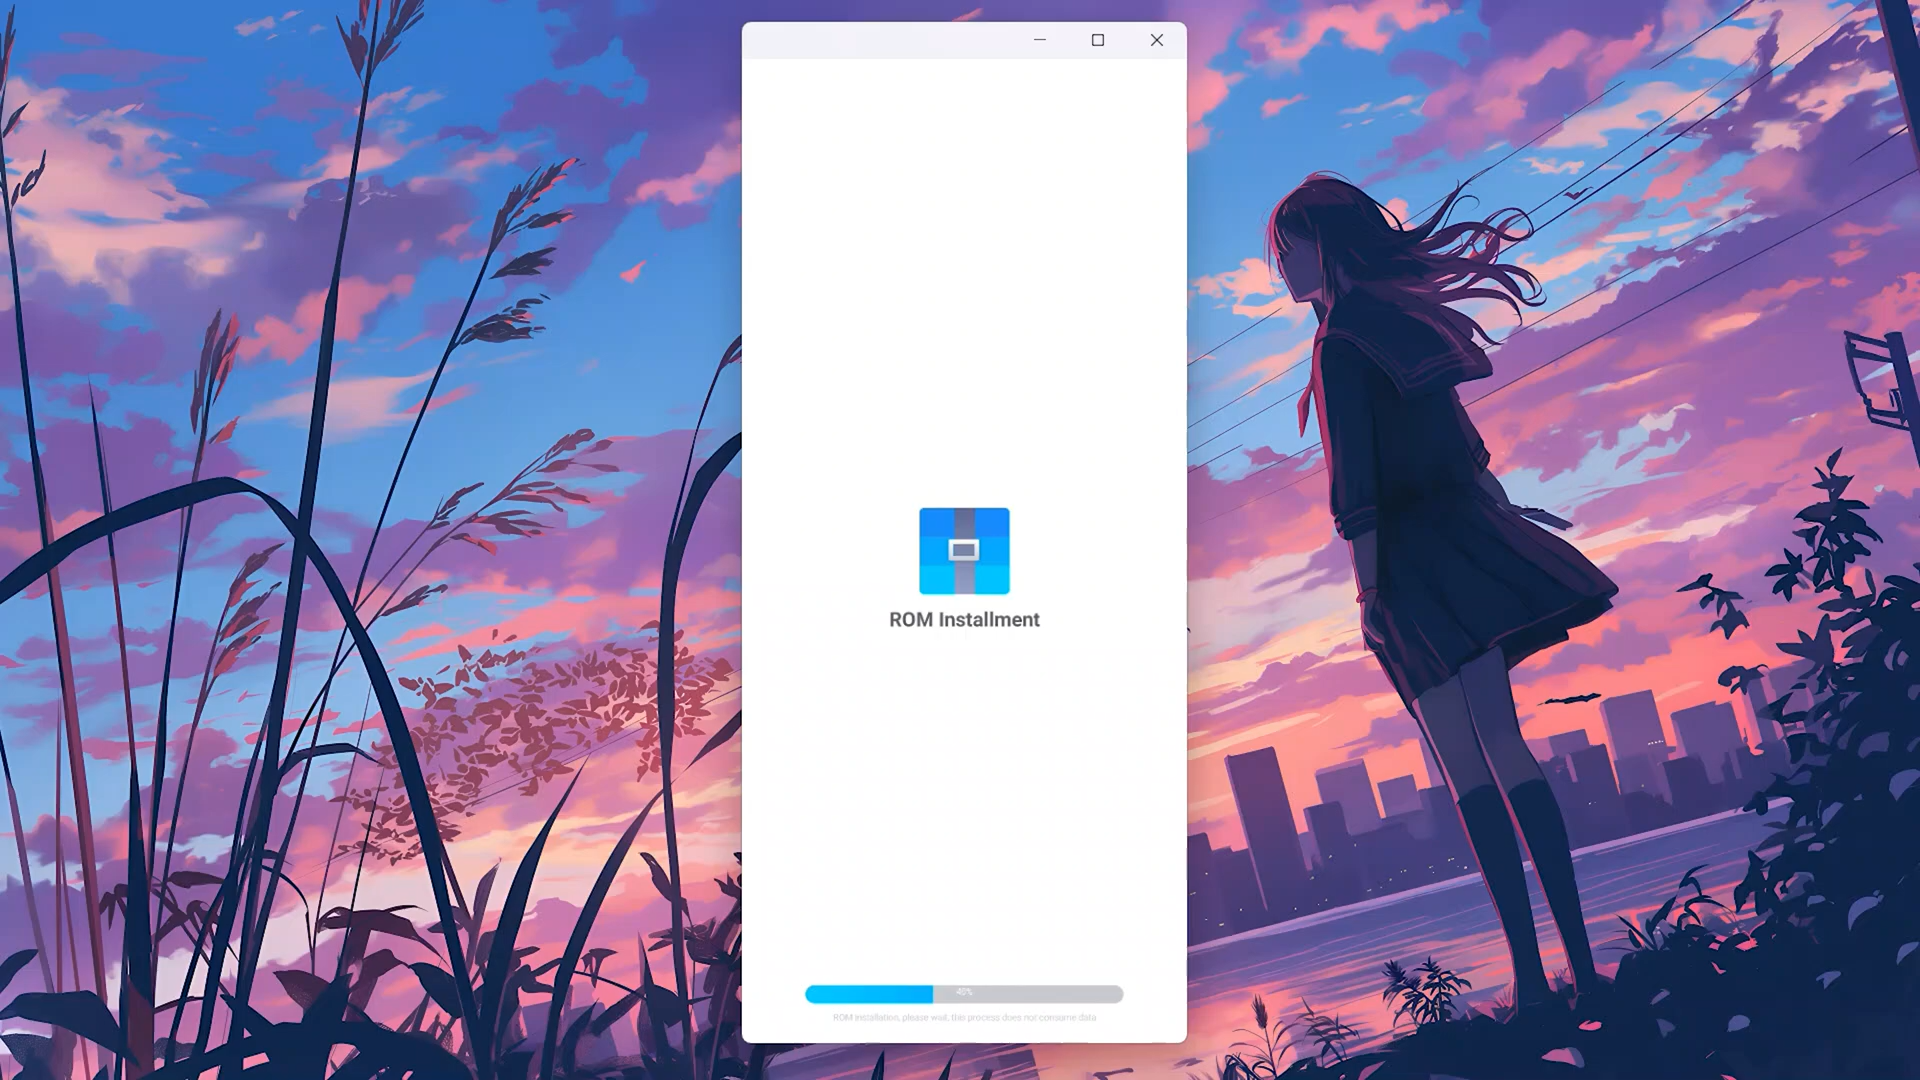 ROM Installment
40%
ROM installation, please wait, this process does not consume data